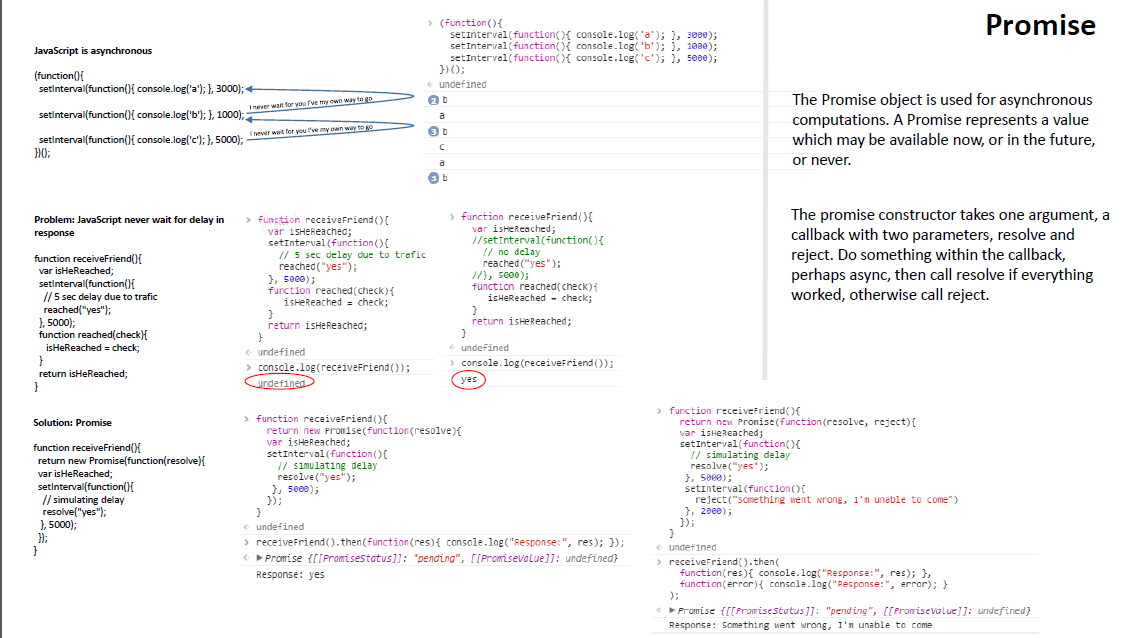 Promise
JavaScript is asynchronous
(function(){
setInterval(function(){ console.log('a'); }, 3000);
setInterval(function(){ console.log('b'); }, 1000);
setInterval(function(){ console.log('c'); }, 5000);
})();
I never wait for you I've my own way to go
I never wait for you I've my own way to go
> (function(){
setInterval(function(){ console.log('a'); }, 3000);
setInterval(function(){ console.log('b'); }, 1000);
setInterval(function(){ console.log('c'); }, 5000);
})();
< undefined
2 b
a
3 b
c
a
3 b
The Promise object is used for asynchronous
computations. A Promise represents a value
which may be available now, or in the future,
or never.
The promise constructor takes one argument, a
callback with two parameters, resolve and
reject. Do something within the callback,
perhaps async, then call resolve if everything
worked, otherwise call reject.
Problem: JavaScript never wait for delay in
response
function receiveFriend(){
var isHeReached;
setInterval(function(){
// 5 sec delay due to trafic
reached("yes");
}, 5000);
function reached(check){
isHeReached = check;
}
return isHeReached;
}
> function receiveFriend(){
var isHeReached;
setInterval(function(){
// 5 sec delay due to trafic
reached("yes");
}, 5000);
function reached(check){
isHeReached = check;
}
return isHeReached;
}
< undefined
> console.log(receiveFriend());
undefined
> function receiveFriend(){
var isHeReached;
//setInterval(function(){
// no delay
reached("yes");
//}, 5000);
function reached(check){
isHeReached = check;
}
return isHeReached;
}
< undefined
> console.log(receiveFriend());
yes
Solution: Promise
function receiveFriend(){
return new Promise(function(resolve){
var isHeReached;
setInterval(function(){
// simulating delay
resolve("yes");
}, 5000);
});
}
> function receiveFriend(){
return new Promise(function(resolve){
var isHeReached;
setInterval(function(){
// simulating delay
resolve("yes");
}, 5000);
});
}
< undefined
> receiveFriend().then(function(res){ console.log("Response:", res); });
< ▶ Promise {[[PromiseStatus]]: "pending", [[PromiseValue]]: undefined}
Response: yes
> function receiveFriend(){
return new Promise(function(resolve, reject){
var isHeReached;
setInterval(function(){
// simulating delay
resolve("yes");
}, 5000);
setInterval(function(){
reject("Something went wrong, I'm unable to come")
}, 2000);
});
}
< undefined
> receiveFriend().then(
function(res){ console.log("Response:", res); },
function(error){ console.log("Response:", error); }
);
< ▶ Promise {[[PromiseStatus]]: "pending", [[PromiseValue]]: undefined}
Response: Something went wrong, I'm unable to come